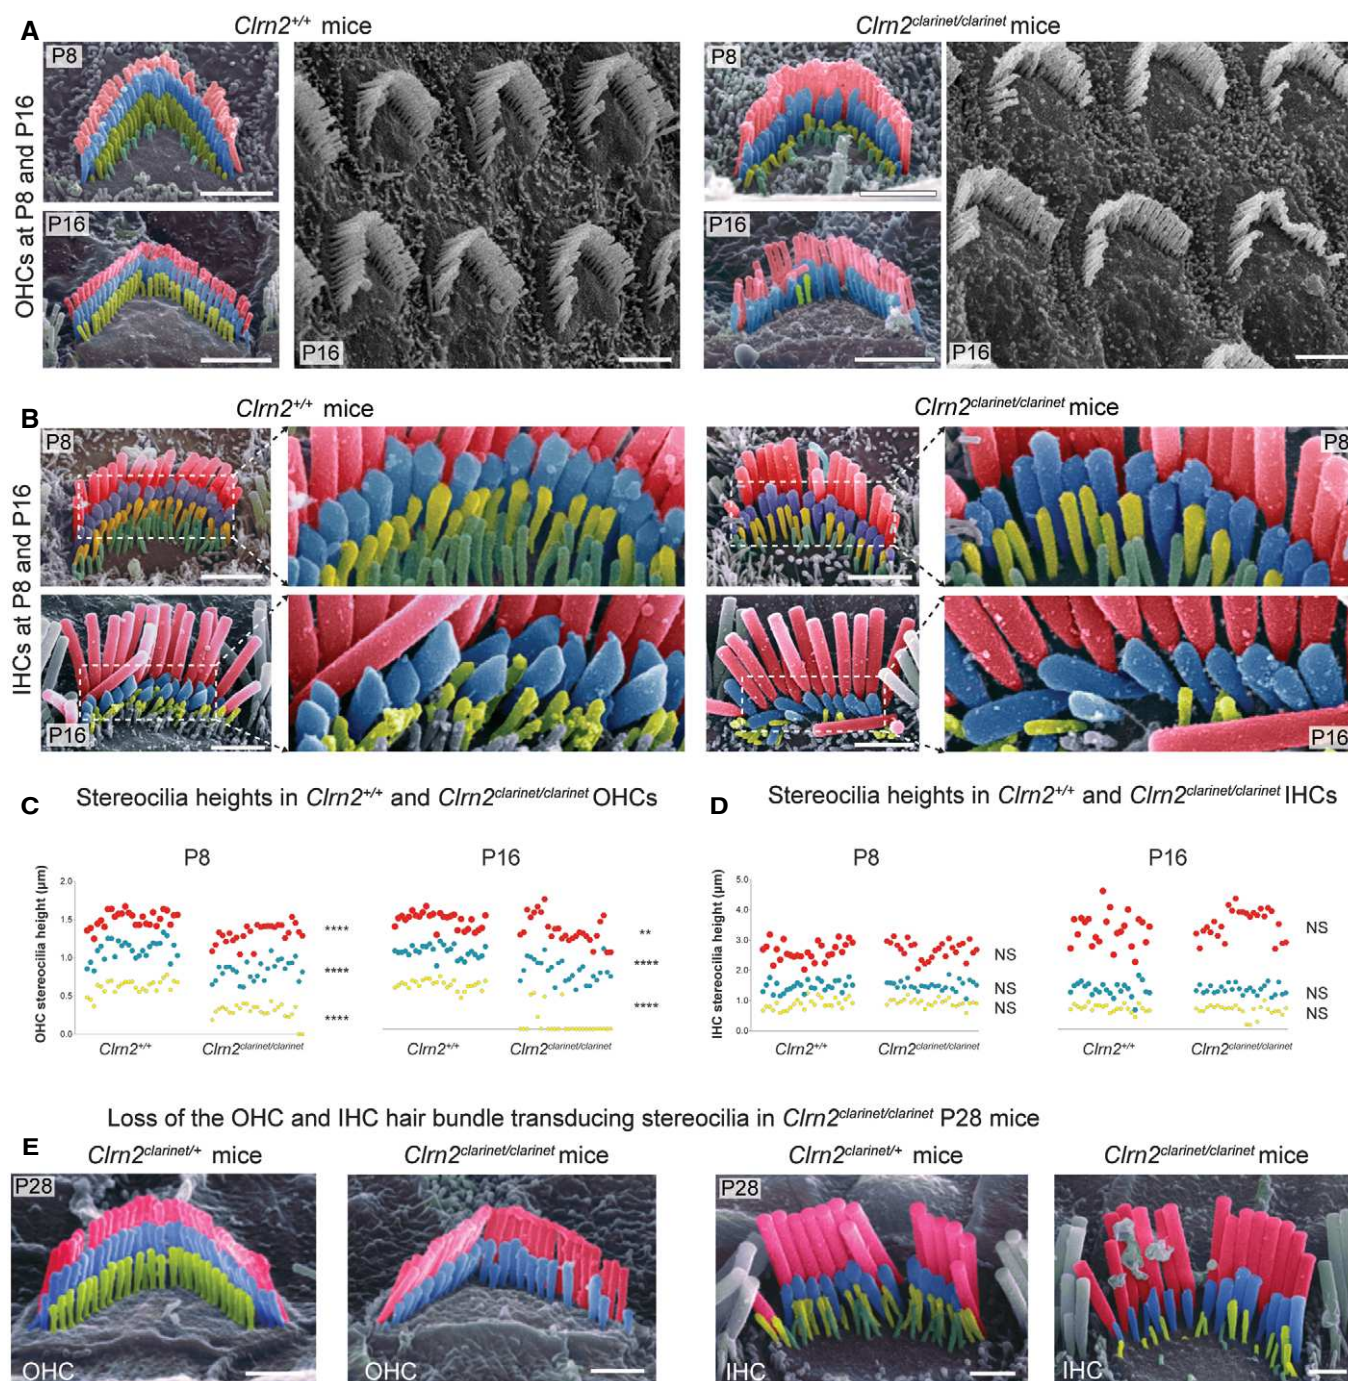 A
Clrn2+/+ mice
Clrn2clarinet/clarinet mice
OHCs at P8 and P16
P8
P16
P16
P16
P16
B
Clrn2+/+ mice
Clrn2clarinet/clarinet mice
IHCs at P8 and P16
P8
P8
P16
P16
C
Stereocilia heights in Clrn2+/+ and Clrn2clarinet/clarinet OHCs
P8
P16
OHC stereocilia height (µm)
2.0
1.5
1.0
0.5
0.0
****
****
****
**
****
****
Clrn2+/+
Clrn2clarinet/clarinet
Clrn2+/+
Clrn2clarinet/clarinet
D
Stereocilia heights in Clrn2+/+ and Clrn2clarinet/clarinet IHCs
P8
P16
IHC stereocilia height (µm)
5.0
4.0
3.0
2.0
1.0
0.0
NS
NS
NS
NS
NS
NS
Clrn2+/+
Clrn2clarinet/clarinet
Clrn2+/+
Clrn2clarinet/clarinet
Loss of the OHC and IHC hair bundle transducing stereocilia in Clrn2clarinet/clarinet P28 mice
E
Clrn2clarinet/+ mice
Clrn2clarinet/clarinet mice
Clrn2clarinet/+ mice
Clrn2clarinet/clarinet mice
P28
P28
OHC
OHC
IHC
IHC